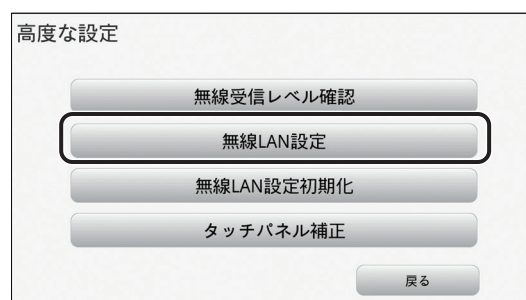 高度な設定
無線受信レベル確認
無線LAN設定
無線LAN設定初期化
タッチパネル補正
戻る